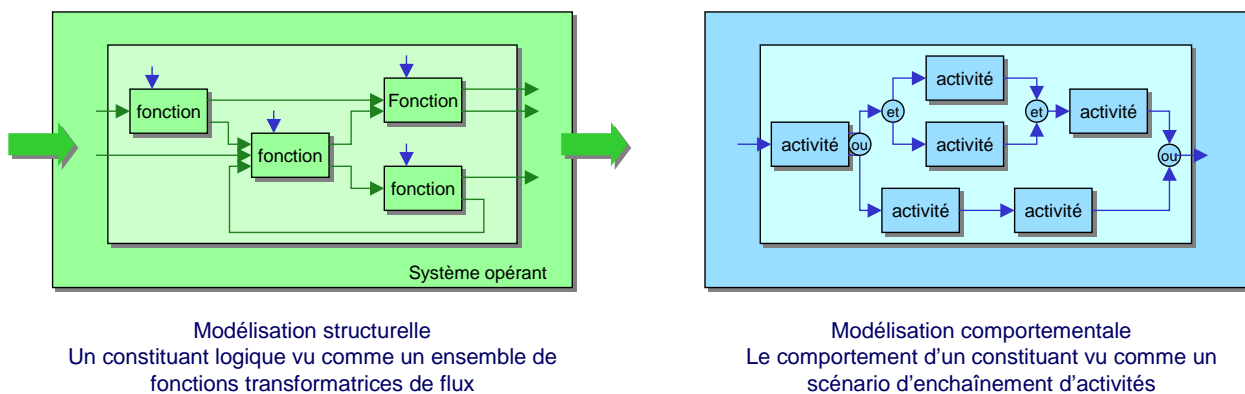 fonction
Fonction
fonction
fonction
Système opérant
Modélisation structurelle
Un constituant logique vu comme un ensemble de
fonctions transformatrices de flux
activité
et
et
activité
activité
ou
activité
ou
activité
activité
Modélisation comportementale
Le comportement d'un constituant vu comme un
scénario d'enchaînement d'activités